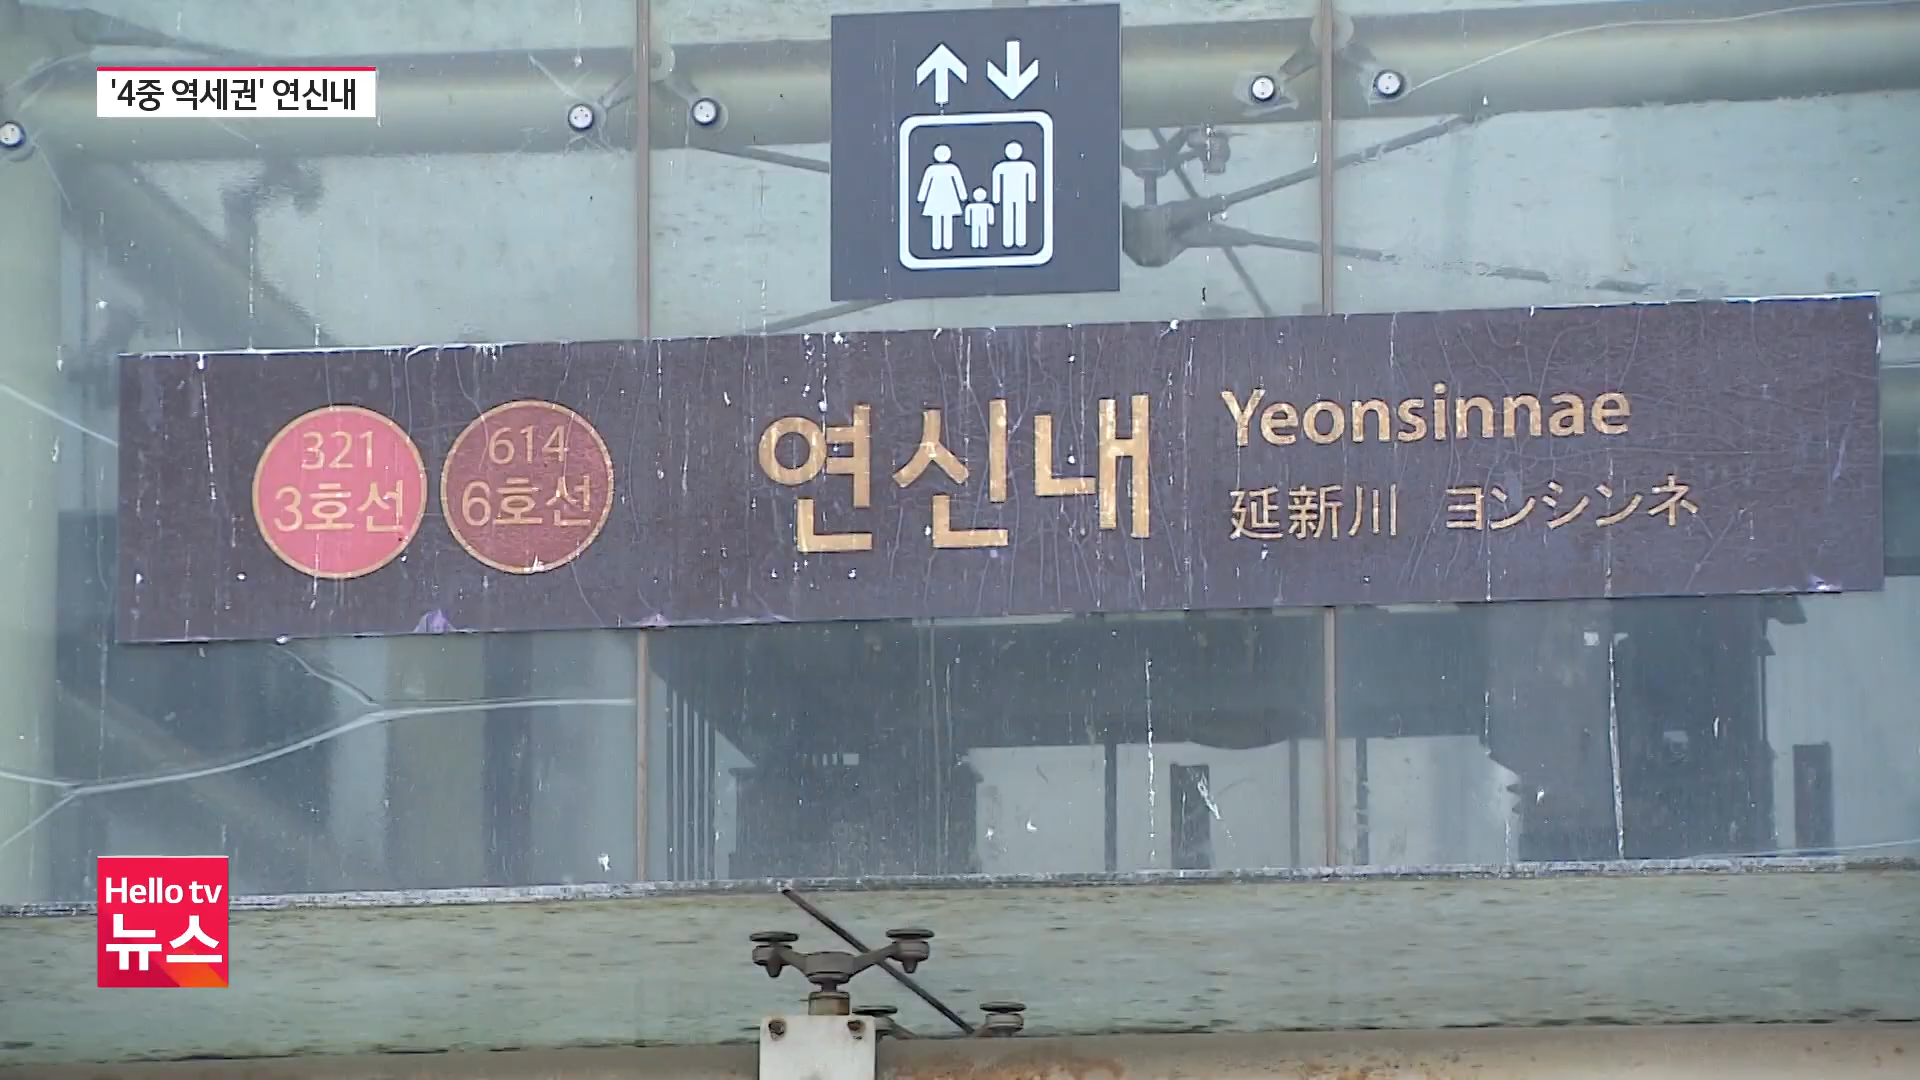 '4중 역세권' 연신내
321
3호선
614
6호선
연신내
Yeonsinnae
延新川 ヨンシンネ
Hello tv
뉴스